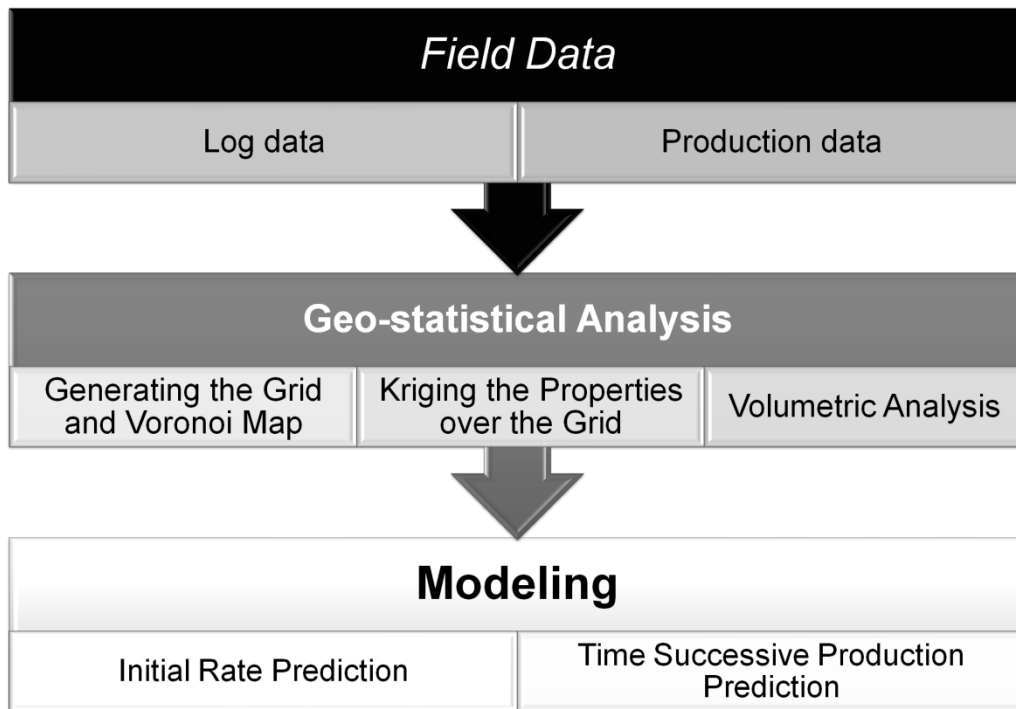 Field Data
Log data
Production data
Geo-statistical Analysis
Generating the Grid
and Voronoi Map
Kriging the Properties
over the Grid
Volumetric Analysis
Modeling
Initial Rate Prediction
Time Successive Production
Prediction